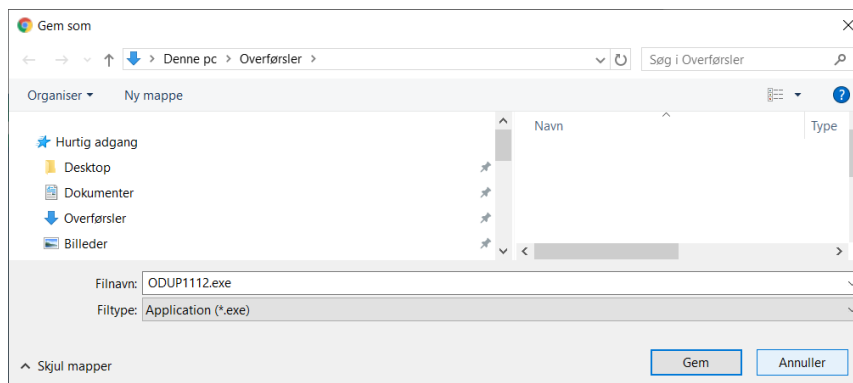 Gem som
Denne pc > Overførsler >
Søg i Overførsler
Organiser
Ny mappe
?
Navn
Type
Hurtig adgang
Desktop
Dokumenter
Overførsler
Billeder
Filnavn: ODUP1112.exe
Filtype: Application (*.exe)
Skjul mapper
Gem
Annuller